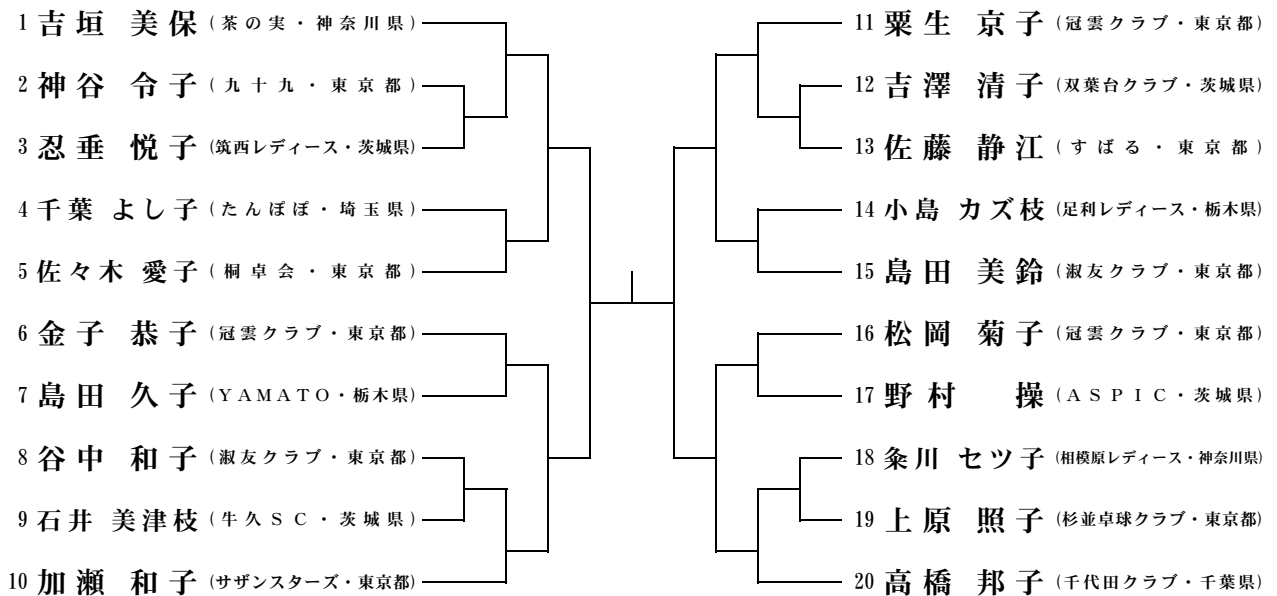 1 吉垣 美保 (茶の実・神奈川県)
2 神谷 令子 (九十九・東京都)
3 忍垂 悦子 (筑西レディース・茨城県)
4 千葉 よし子 (たんぽぽ・埼玉県)
5 佐々木 愛子 (桐卓会・東京都)
6 金子 恭子 (冠雲クラブ・東京都)
7 島田 久子 (YAMATO・栃木県)
8 谷中 和子 (淑友クラブ・東京都)
9 石井 美津枝 (牛久SC・茨城県)
10 加瀬 和子 (サザンスターズ・東京都)
11 粟生 京子 (冠雲クラブ・東京都)
12 吉澤 清子 (双葉台クラブ・茨城県)
13 佐藤 静江 (すばる・東京都)
14 小島 カズ枝 (足利レディース・栃木県)
15 島田 美鈴 (淑友クラブ・東京都)
16 松岡 菊子 (冠雲クラブ・東京都)
17 野村 操 (ASPIC・茨城県)
18 粂川 セツ子 (相模原レディース・神奈川県)
19 上原 照子 (杉並卓球クラブ・東京都)
20 高橋 邦子 (千代田クラブ・千葉県)